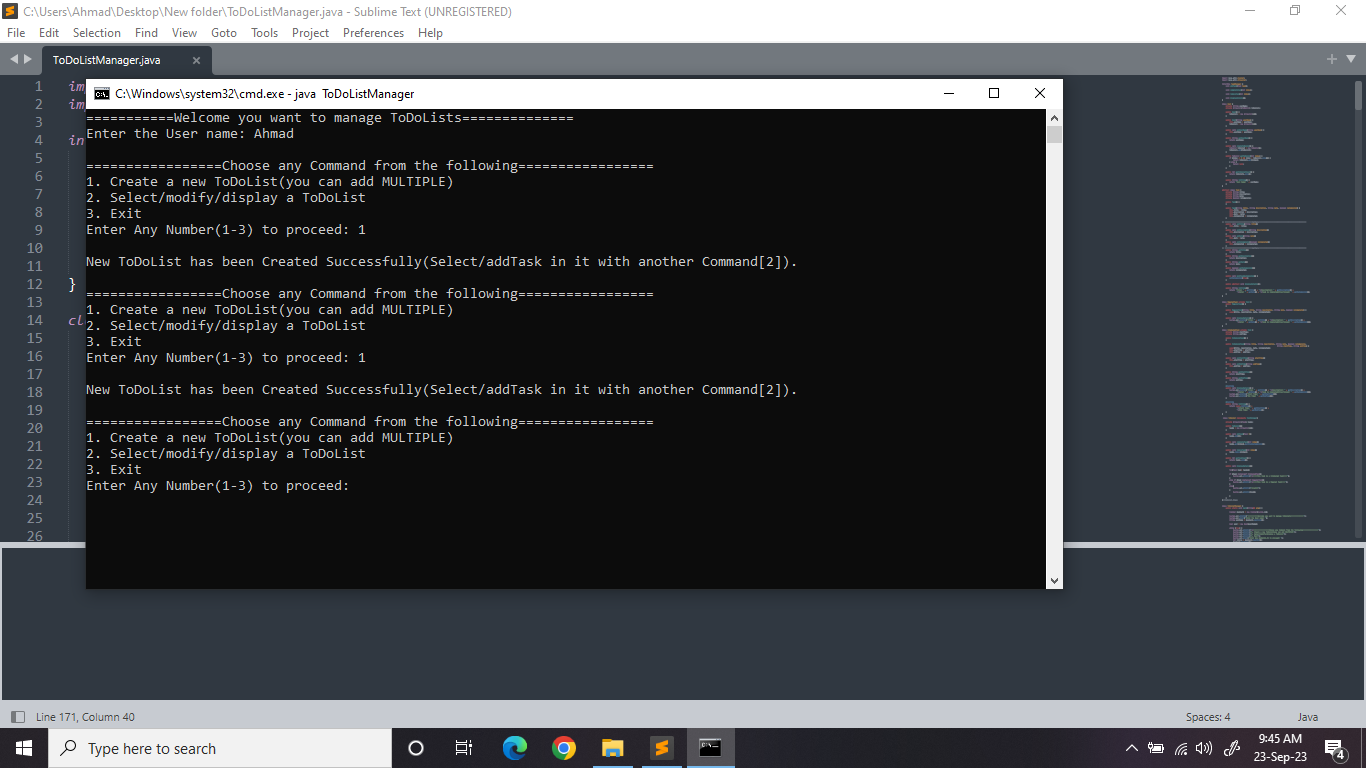 C:\Users\Ahmad\Desktop\New folder\ToDoListManager.java - Sublime Text (UNREGISTERED)
File Edit Selection Find View Goto Tools Project Preferences Help
ToDoListManager.java
1 im
2 im
3
4 in
5
6
7
8
9
10
11
12 }
13
14 cl
15
16
17
18
19
20
21
22
23
24
25
26
C:\Windows\system32\cmd.exe - java ToDoListManager
===========Welcome you want to manage ToDoLists==============
Enter the User name: Ahmad
=================Choose any Command from the following=================
1. Create a new ToDoList(you can add MULTIPLE)
2. Select/modify/display a ToDoList
3. Exit
Enter Any Number(1-3) to proceed: 1
New ToDoList has been Created Successfully(Select/addTask in it with another Command[2]).
=================Choose any Command from the following=================
1. Create a new ToDoList(you can add MULTIPLE)
2. Select/modify/display a ToDoList
3. Exit
Enter Any Number(1-3) to proceed: 1
New ToDoList has been Created Successfully(Select/addTask in it with another Command[2]).
=================Choose any Command from the following=================
1. Create a new ToDoList(you can add MULTIPLE)
2. Select/modify/display a ToDoList
3. Exit
Enter Any Number(1-3) to proceed:
Line 171, Column 40
Spaces: 4
Java
Type here to search
9:45 AM
23-Sep-23
4